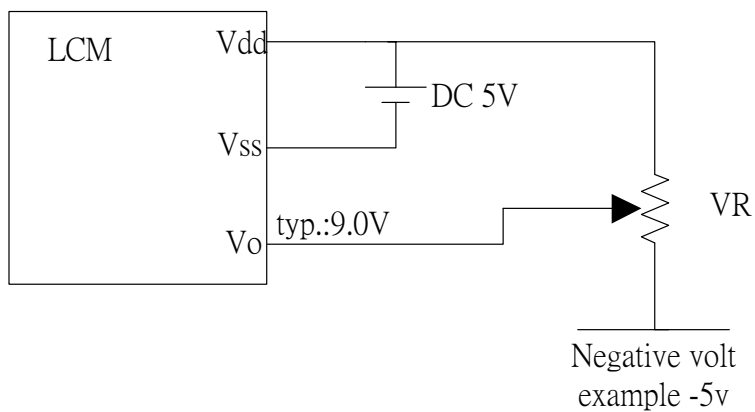 LCM
Vdd
DC 5V
Vss
typ.:9.0V
Vo
VR
Negative volt
example -5v